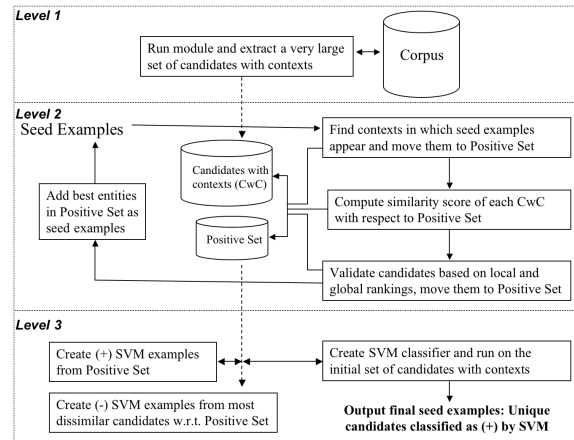 Level 1
Run module and extract a very large
set of candidates with contexts
Corpus
Level 2
Seed Examples
Find contexts in which seed examples
appear and move them to Positive Set
Candidates with
contexts (CwC)
Add best entities
in Positive Set as
seed examples
Compute similarity score of each CwC
with respect to Positive Set
Positive Set
Validate candidates based on local and
global rankings, move them to Positive Set
Level 3
Create (+) SVM examples
from Positive Set
Create SVM classifier and run on the
initial set of candidates with contexts
Create (-) SVM examples from most
dissimilar candidates w.r.t. Positive Set
Output final seed examples: Unique
candidates classified as (+) by SVM